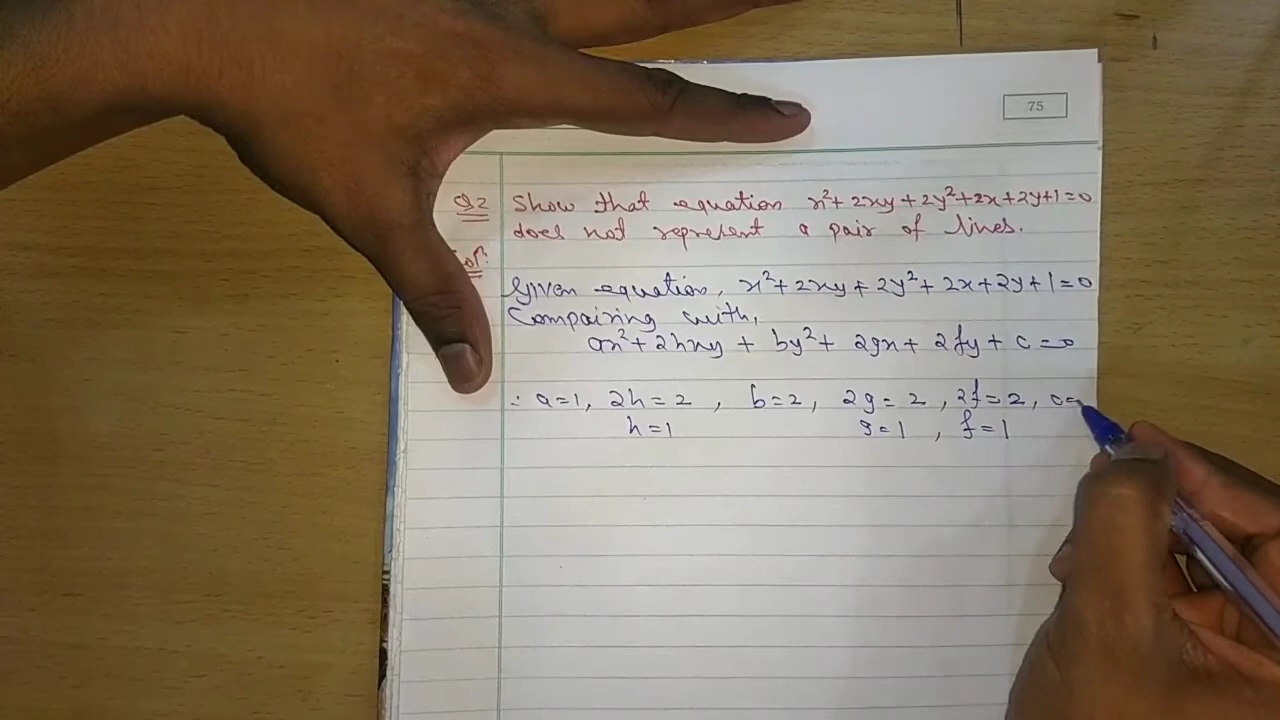 75
Q2 Show that equation x²+ 2xy + 2y²+2x+2y+1=0
does not represent a pair of lines.
Solⁿ:
Given equation, x²+2xy+2y²+2x+2y+1=0
Compairing with,
ax²+2hxy + by²+ 2gx+ 2fy+ c=0
∴ a=1, 2h=2 , b=2, 2g=2 , 2f=2, c=
h=1 g=1 , f=1